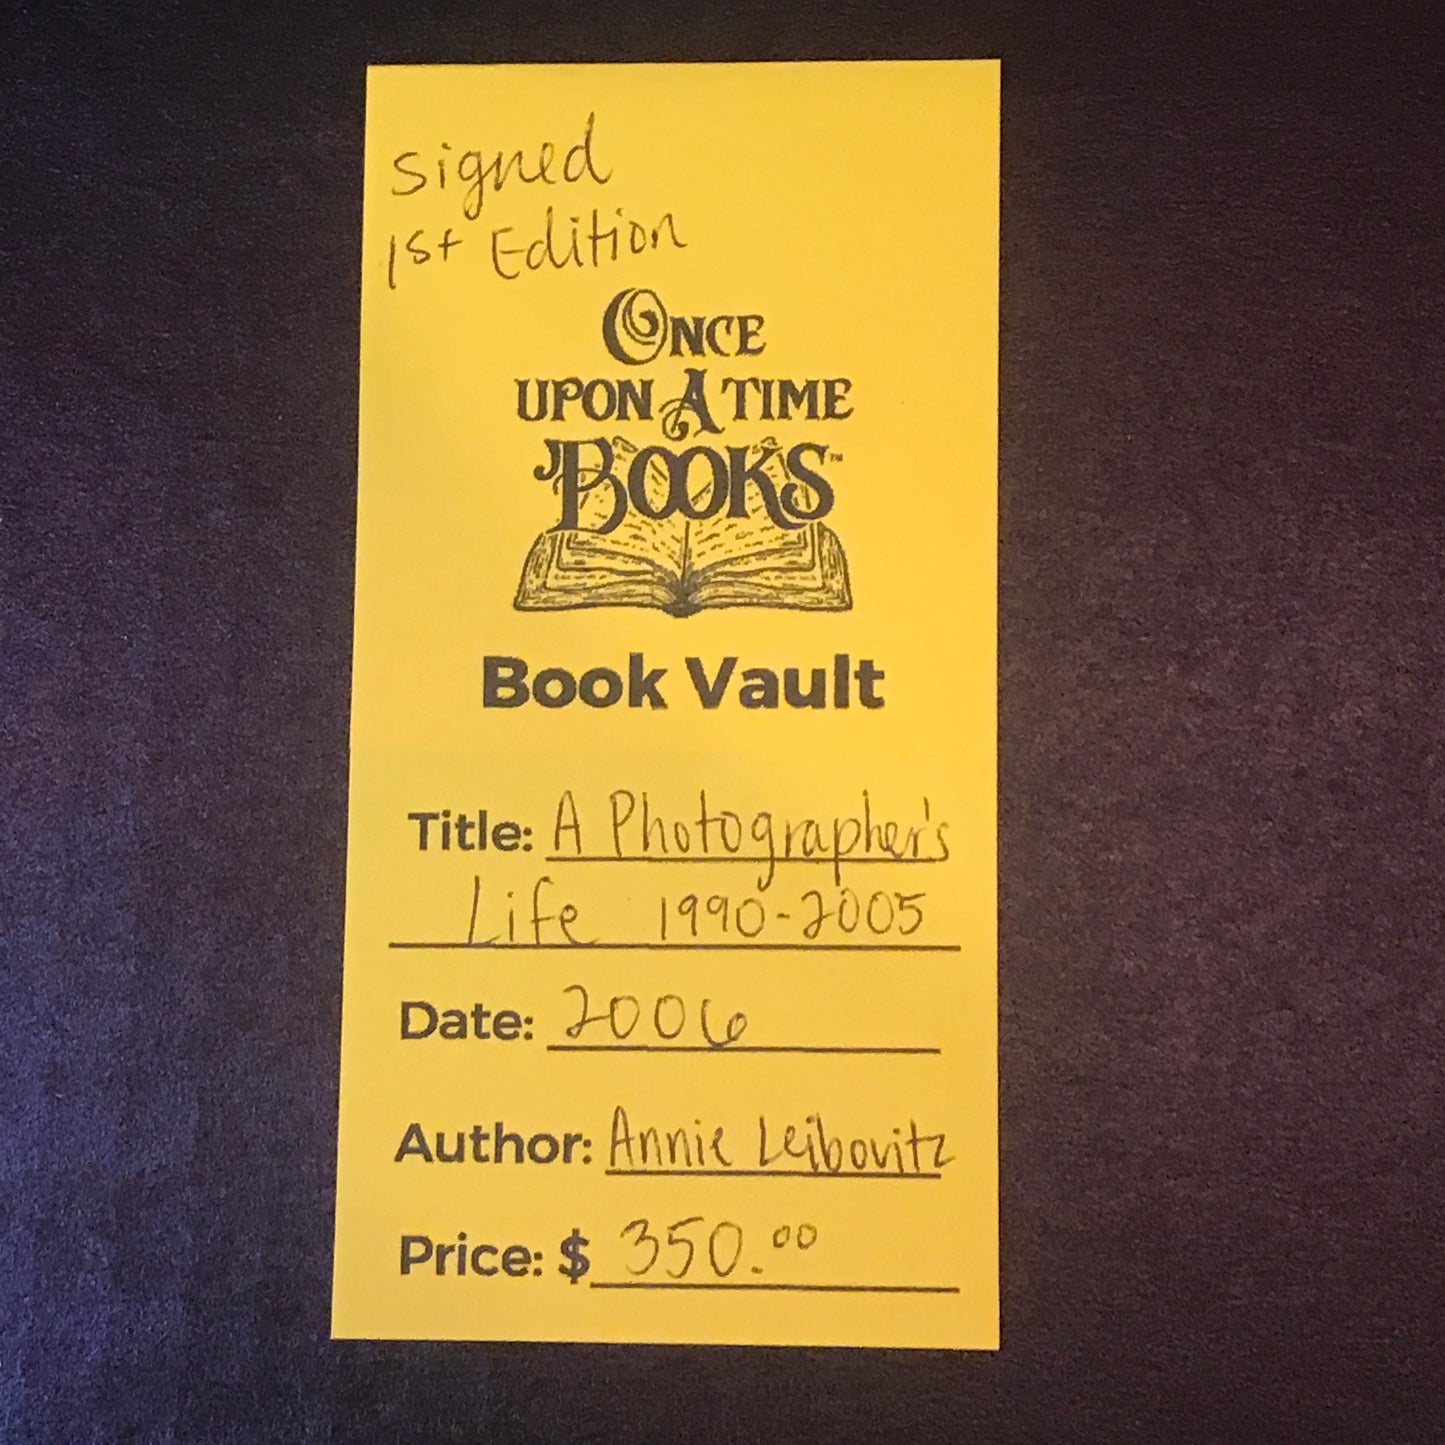 signed
1st Edition
ONCE
UPON A TIME
BOOKS™
Book Vault
Title: A Photographer's
Life 1990-2005
Date: 2006
Author: Annie Leibovitz
Price: $ 350.00